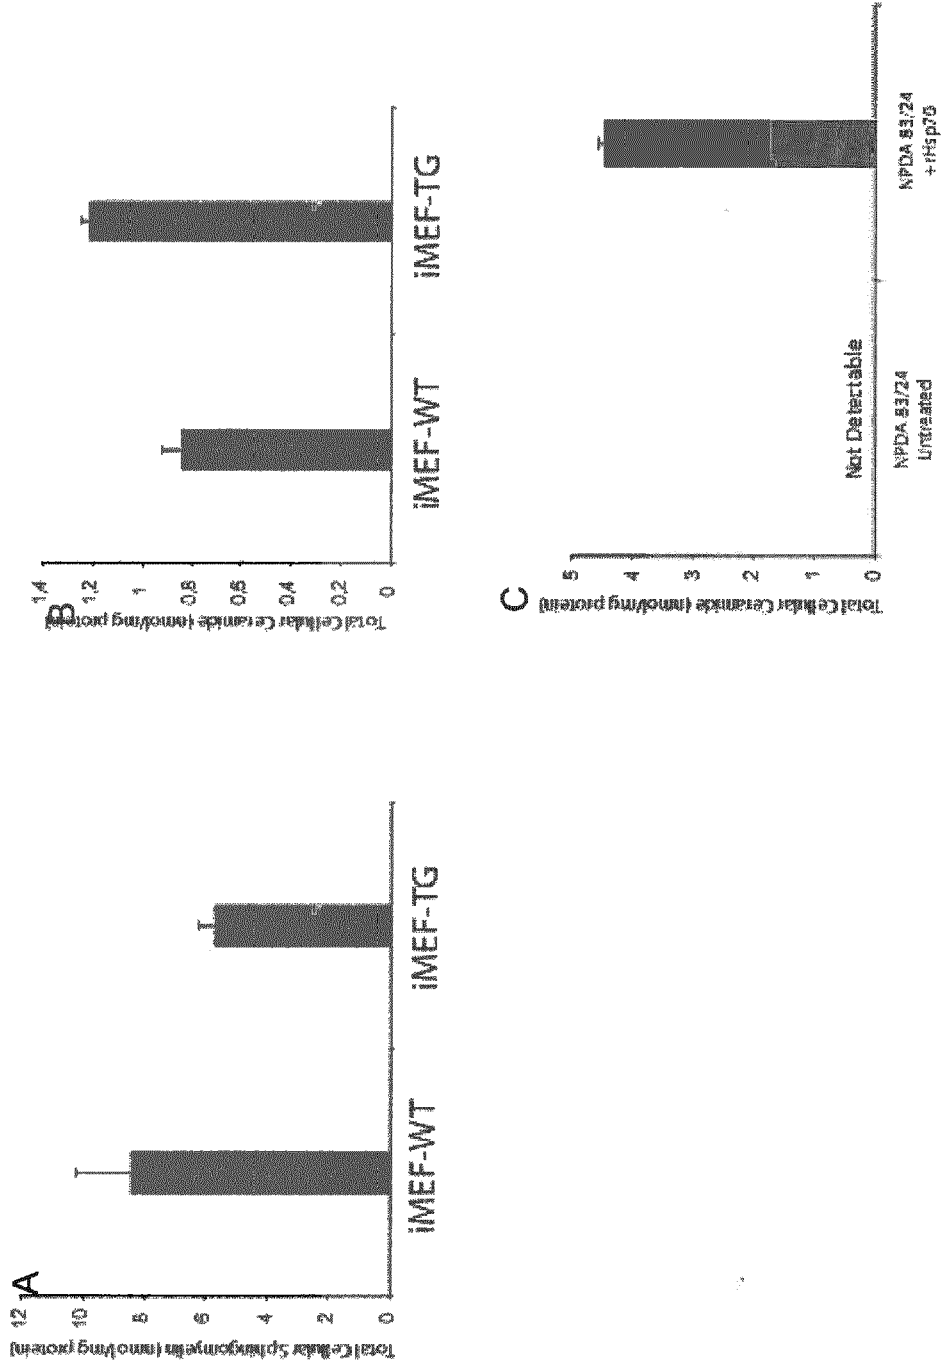 A
Total Cellular Sphingomyelin (nmol/mg protein)
12
10
8
6
4
2
0
iMEF-WT
iMEF-TG
B
Total Cellular Ceramide (nmol/mg protein)
1,4
1,2
1
0,8
0,6
0,4
0,2
0
iMEF-WT
iMEF-TG
C
Total Cellular Ceramide (nmol/mg protein)
5
4
3
2
1
0
Not Detectable
NPDA 83/24
Untreated
NPDA 83/24
+rHsp70